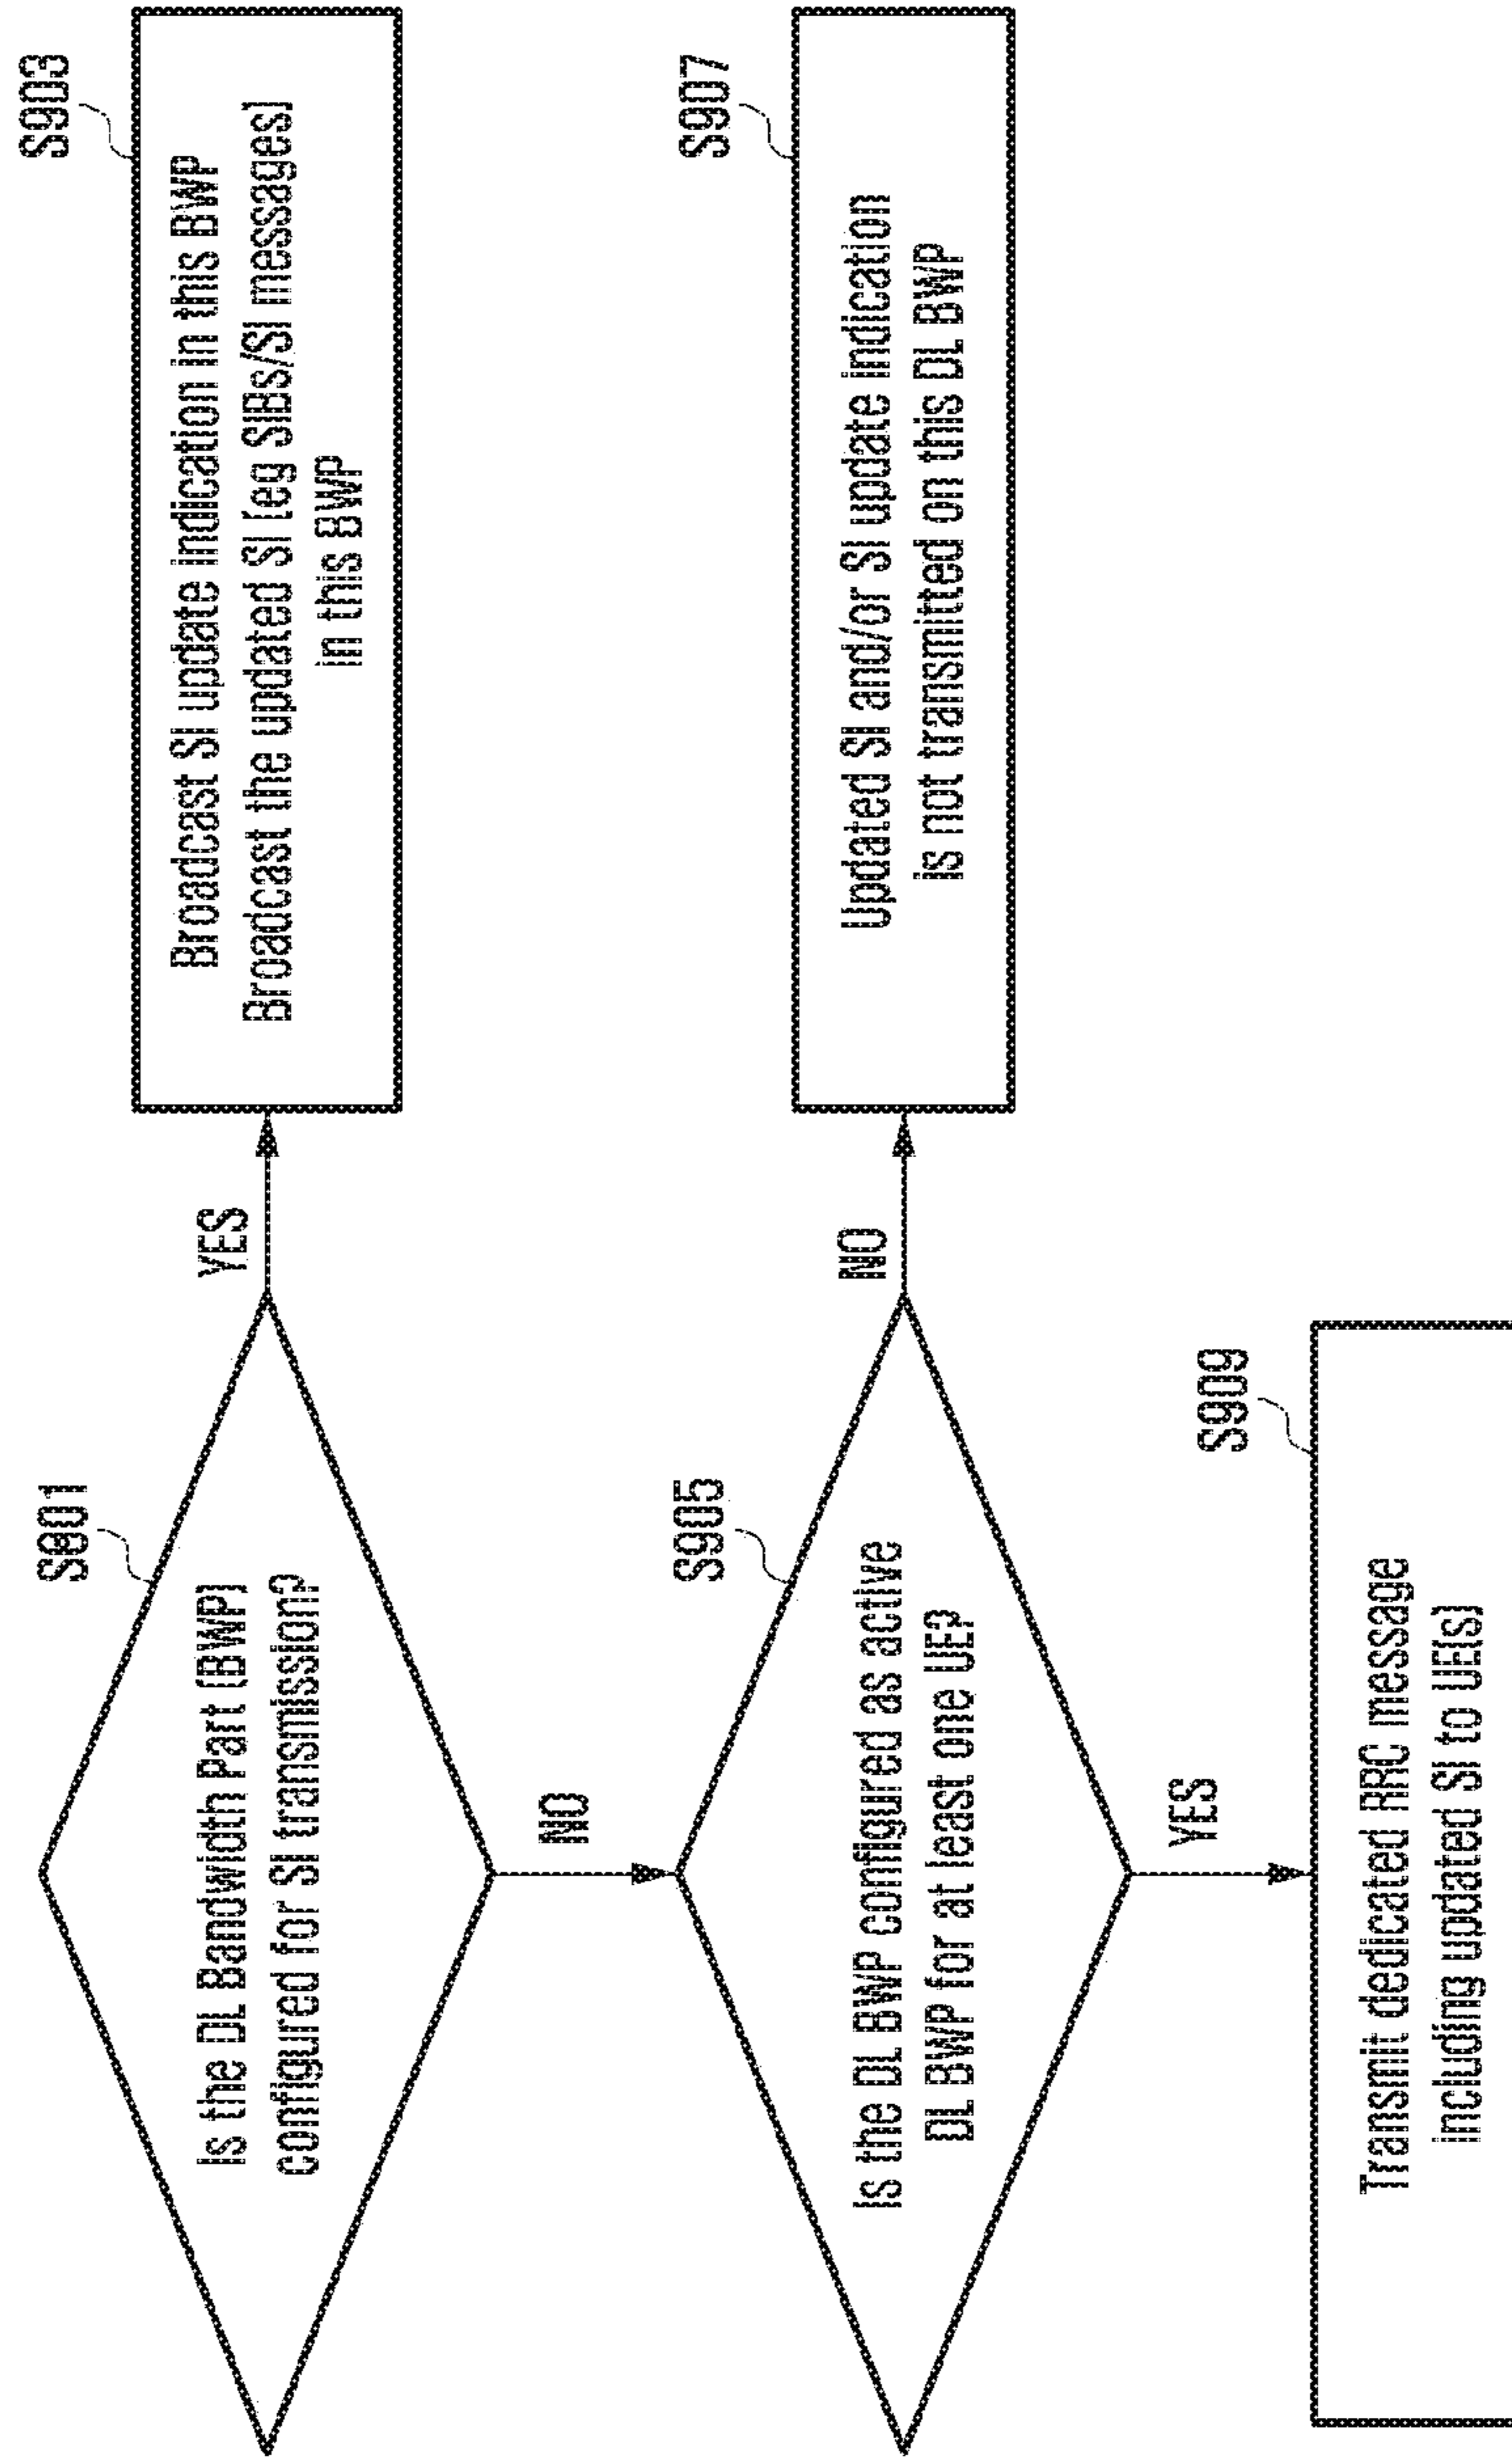 S901
Is the DL Bandwidth Part (BWP)
configured for SI transmission?
YES
S903
Broadcast SI update indication in this BWP
Broadcast the updated SI (eg SIBs/SI messages)
in this BWP
NO
S905
Is the DL BWP configured as active
DL BWP for at least one UE?
NO
S907
Updated SI and/or SI update indication
is not transmitted on this DL BWP
YES
S909
Transmit dedicated RRC message
including updated SI to UE(s)